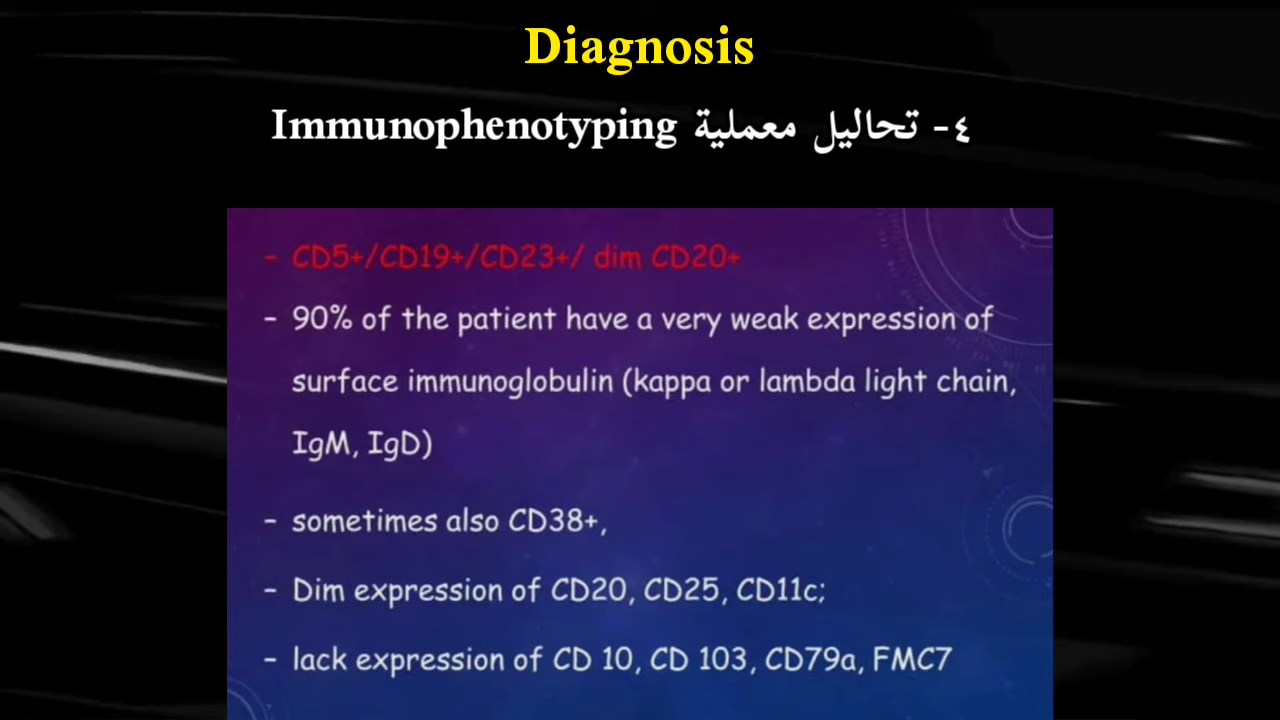 Diagnosis
٤- تحاليل معملية Immunophenotyping
- CD5+/CD19+/CD23+/ dim CD20+
- 90% of the patient have a very weak expression of
surface immunoglobulin (kappa or lambda light chain,
IgM, IgD)
- sometimes also CD38+,
- Dim expression of CD20, CD25, CD11c;
- lack expression of CD 10, CD 103, CD79a, FMC7